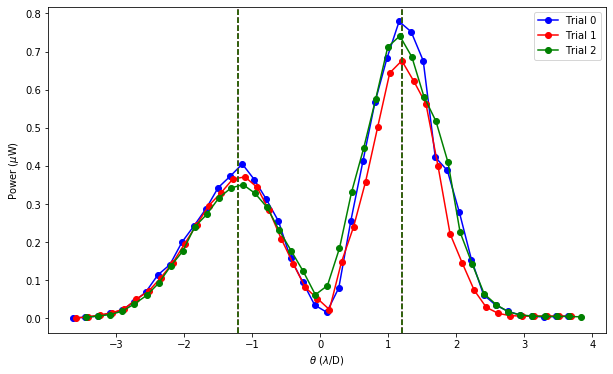 Trial 0
Trial 1
Trial 2
0.8
0.7
0.6
0.5
0.4
0.3
0.2
0.1
0.0
Power (μW)
−3 −2 −1 0 1 2 3 4
θ (λ/D)